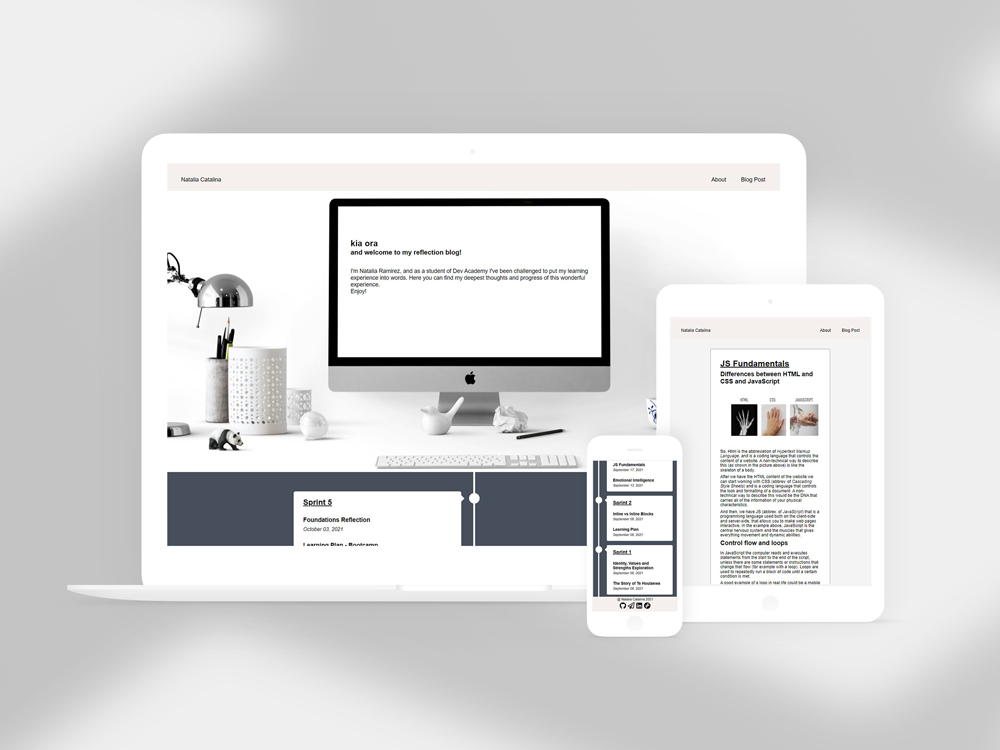 Natalia Catalina
About
Blog Post
kia ora
and welcome to my reflection blog!
I'm Natalia Ramirez, and as a student of Dev Academy I've been challenged to put my learning
experience into words. Here you can find my deepest thoughts and progress of this wonderful
experience.
Enjoy!
Sprint 5
Foundations Reflection
October 03, 2021
Learning Plan - Bootcamp
Natalia Catalina
About
Blog Post
JS Fundamentals
Differences between HTML and
CSS and JavaScript
HTML
CSS
JAVASCRIPT
So, Html is the abbreviation of Hypertext Markup
Language, and is a coding language that controls the
content of a website. A non-technical way to describe
this (as shown in the picture above) is like the
skeleton of a body.
After we have the HTML content of the website we
can start working with CSS (abbrev. of Cascading
Style Sheets) and is a coding language that controls
the look and formatting of a document. A non-
technical way to describe this would be the DNA that
carries all of the information of your physical
characteristics.
And then, we have JS (abbrev. of JavaScript) that is a
programming language used both on the client-side
and server-side, that allows you to make web pages
interactive. In the example above, JavaScript is the
central nervous system and the muscles that gives
everything movement and dynamic abilities.
Control flow and loops
In JavaScript the computer reads and executes
statements from the start to the end of the script,
unless there are some statements or instructions that
change that flow (for example with a loop). Loops are
used to repeatedly run a block of code until a certain
condition is met.
A good example of a loop in real life could be a mobile
JS Fundamentals
September 17, 2021
Emotional Intelligence
September 13, 2021
Sprint 2
Inline vs Inline Blocks
September 09, 2021
Learning Plan
September 08, 2021
Sprint 1
Identity, Values and
Strengths Exploration
September 05, 2021
The Story of Te Houtaewa
September 05, 2021
@ Natalia Catalina 2021